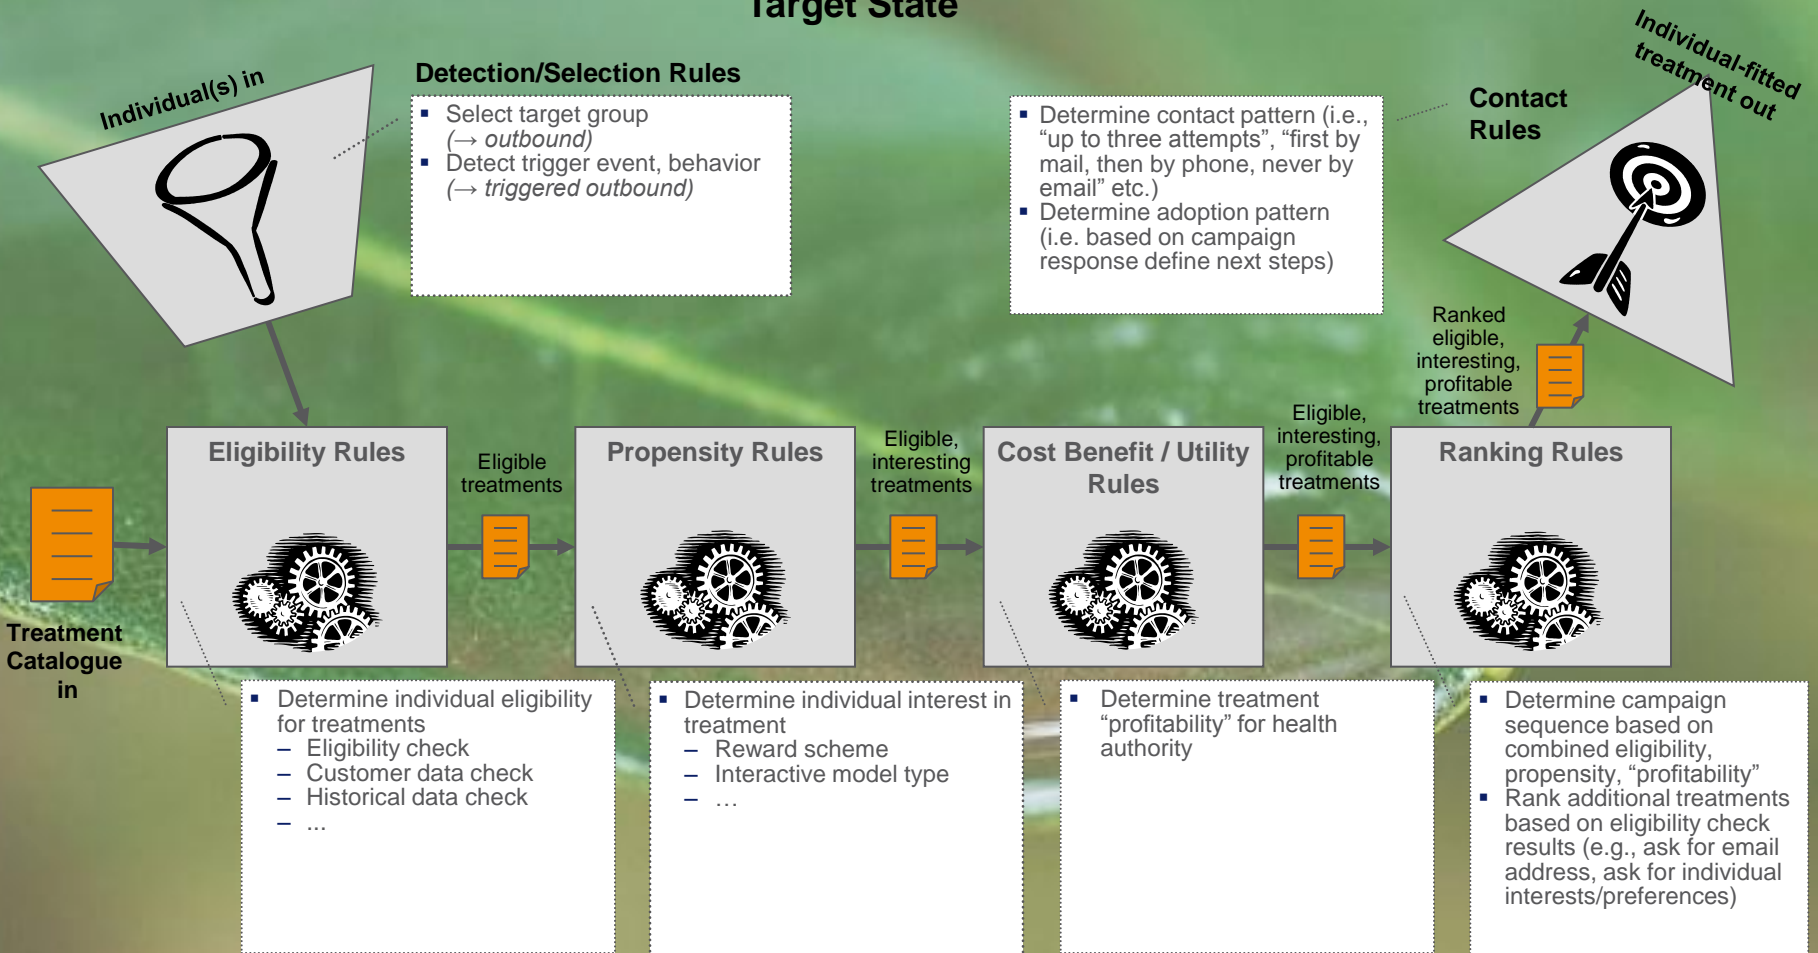 Target State
Individual(s) in
Detection/Selection Rules
▪ Select target group
(→ outbound)
▪ Detect trigger event, behavior
(→ triggered outbound)
▪ Determine contact pattern (i.e.,
“up to three attempts”, “first by
mail, then by phone, never by
email” etc.)
▪ Determine adoption pattern
(i.e. based on campaign
response define next steps)
Contact
Rules
Individual-fitted
treatment out
Ranked
eligible,
interesting,
profitable
treatments
Treatment
Catalogue
in
Eligibility Rules
Eligible
treatments
Propensity Rules
Eligible,
interesting
treatments
Cost Benefit / Utility
Rules
Eligible,
interesting,
profitable
treatments
Ranking Rules
▪ Determine individual eligibility
for treatments
– Eligibility check
– Customer data check
– Historical data check
– ...
▪ Determine individual interest in
treatment
– Reward scheme
– Interactive model type
– …
▪ Determine treatment
“profitability” for health
authority
▪ Determine campaign
sequence based on
combined eligibility,
propensity, “profitability”
▪ Rank additional treatments
based on eligibility check
results (e.g., ask for email
address, ask for individual
interests/preferences)